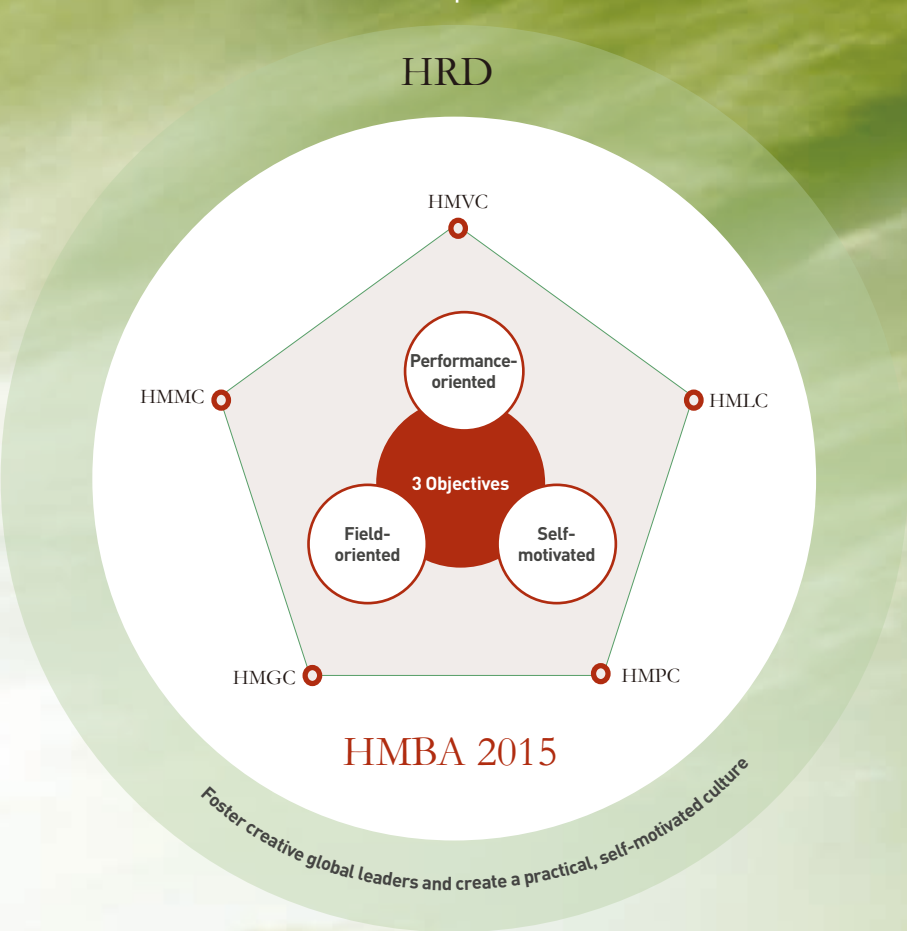 HRD
HMVC
HMMC
HMLC
Performance-
oriented
3 Objectives
Field-
oriented
Self-
motivated
HMGC
HMPC
HMBA 2015
Foster creative global leaders and create a practical, self-motivated culture